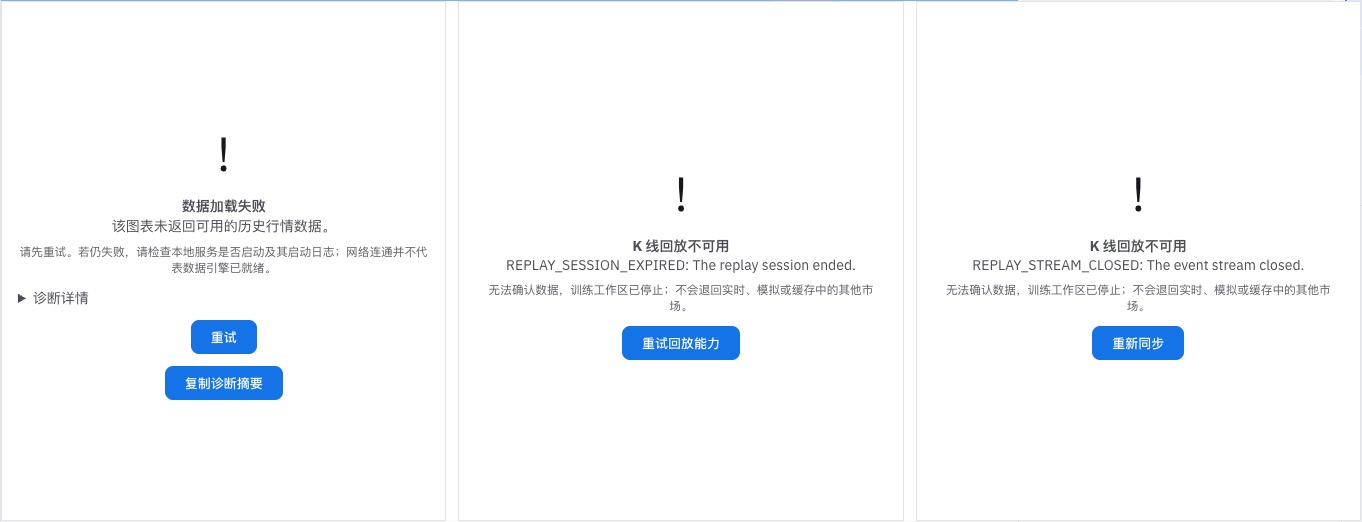 !
数据加载失败
该图表未返回可用的历史行情数据。
请先重试。若仍失败，请检查本地服务是否启动及其启动日志；网络连通并不代
表数据引擎已就绪。
▶ 诊断详情
重试
复制诊断摘要
!
K 线回放不可用
REPLAY_SESSION_EXPIRED: The replay session ended.
无法确认数据，训练工作区已停止；不会退回实时、模拟或缓存中的其他市
场。
重试回放能力
!
K 线回放不可用
REPLAY_STREAM_CLOSED: The event stream closed.
无法确认数据，训练工作区已停止；不会退回实时、模拟或缓存中的其他市
场。
重新同步